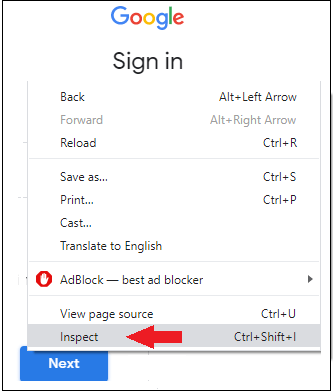 Google
Sign in
Back Alt+Left Arrow
Forward Alt+Right Arrow
Reload Ctrl+R
Save as... Ctrl+S
Print... Ctrl+P
Cast...
Translate to English
AdBlock — best ad blocker
View page source Ctrl+U
Inspect Ctrl+Shift+I
Next